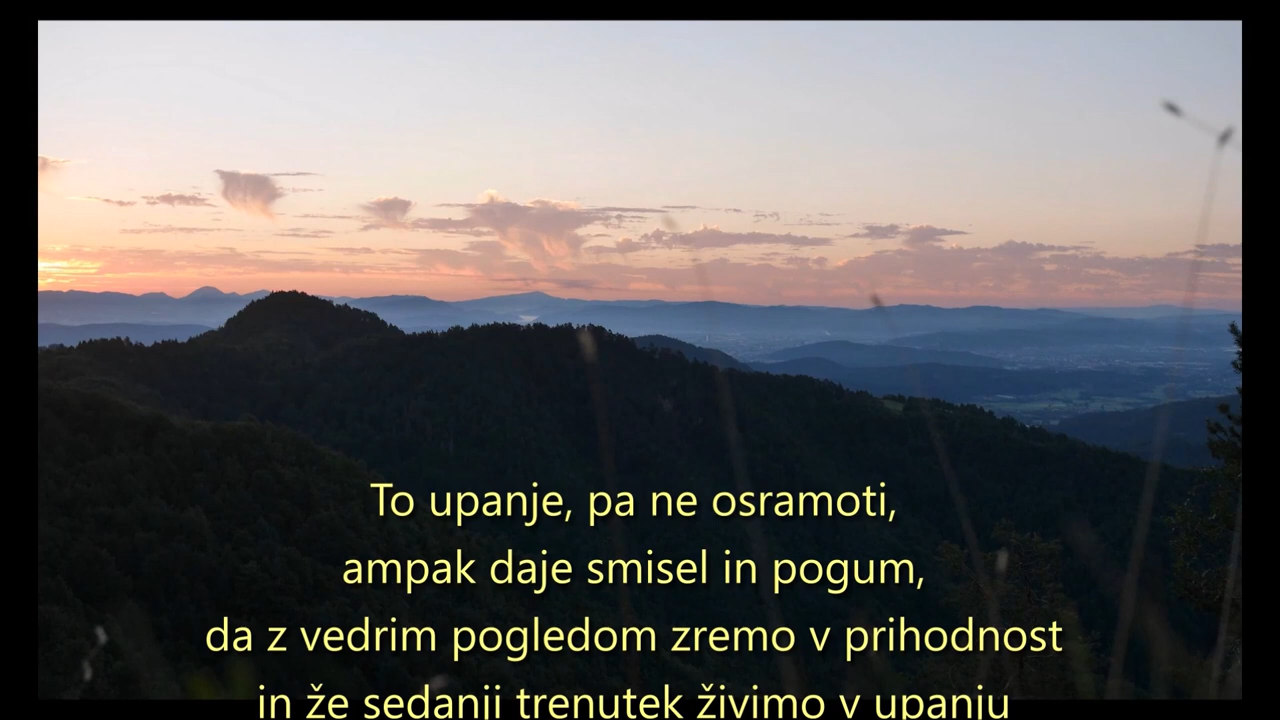 To upanje, pa ne osramoti,
ampak daje smisel in pogum,
da z vedrim pogledom zremo v prihodnost
in že sedanji trenutek živimo v upanju